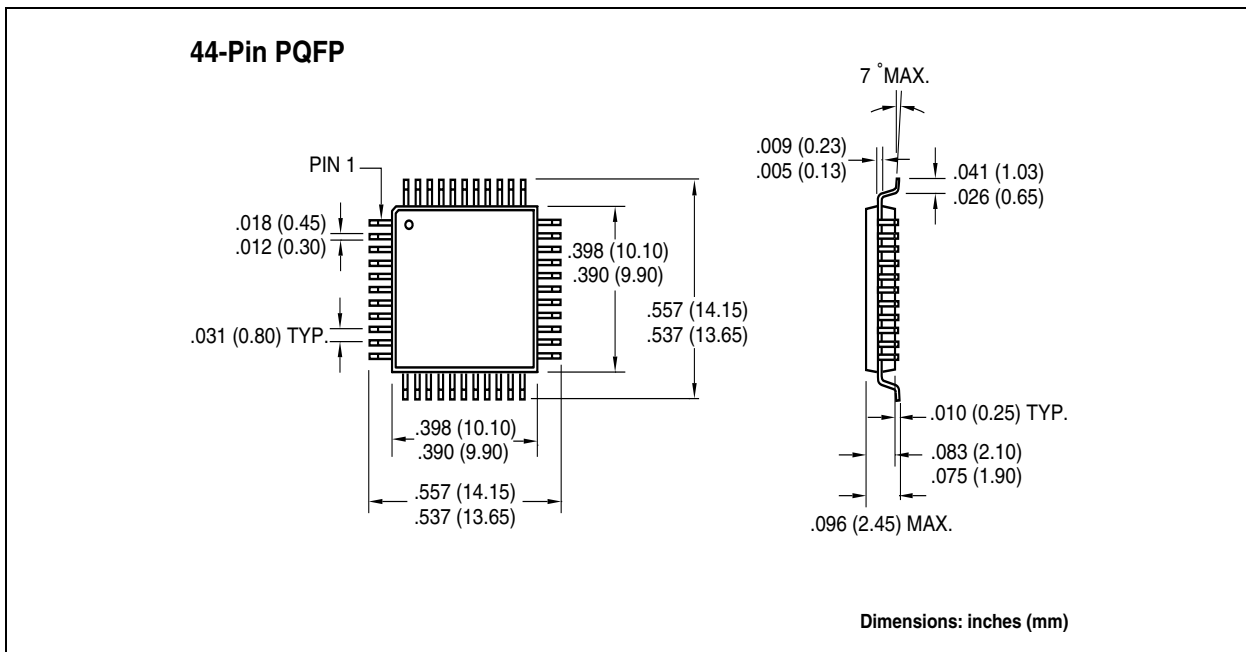 44-Pin PQFP
7 ° MAX.
.009 (0.23)
.005 (0.13)
.041 (1.03)
.026 (0.65)
PIN 1
.018 (0.45)
.012 (0.30)
.398 (10.10)
.390 (9.90)
.557 (14.15)
.537 (13.65)
.031 (0.80) TYP.
.398 (10.10)
.390 (9.90)
.557 (14.15)
.537 (13.65)
.010 (0.25) TYP.
.083 (2.10)
.075 (1.90)
.096 (2.45) MAX.
Dimensions: inches (mm)